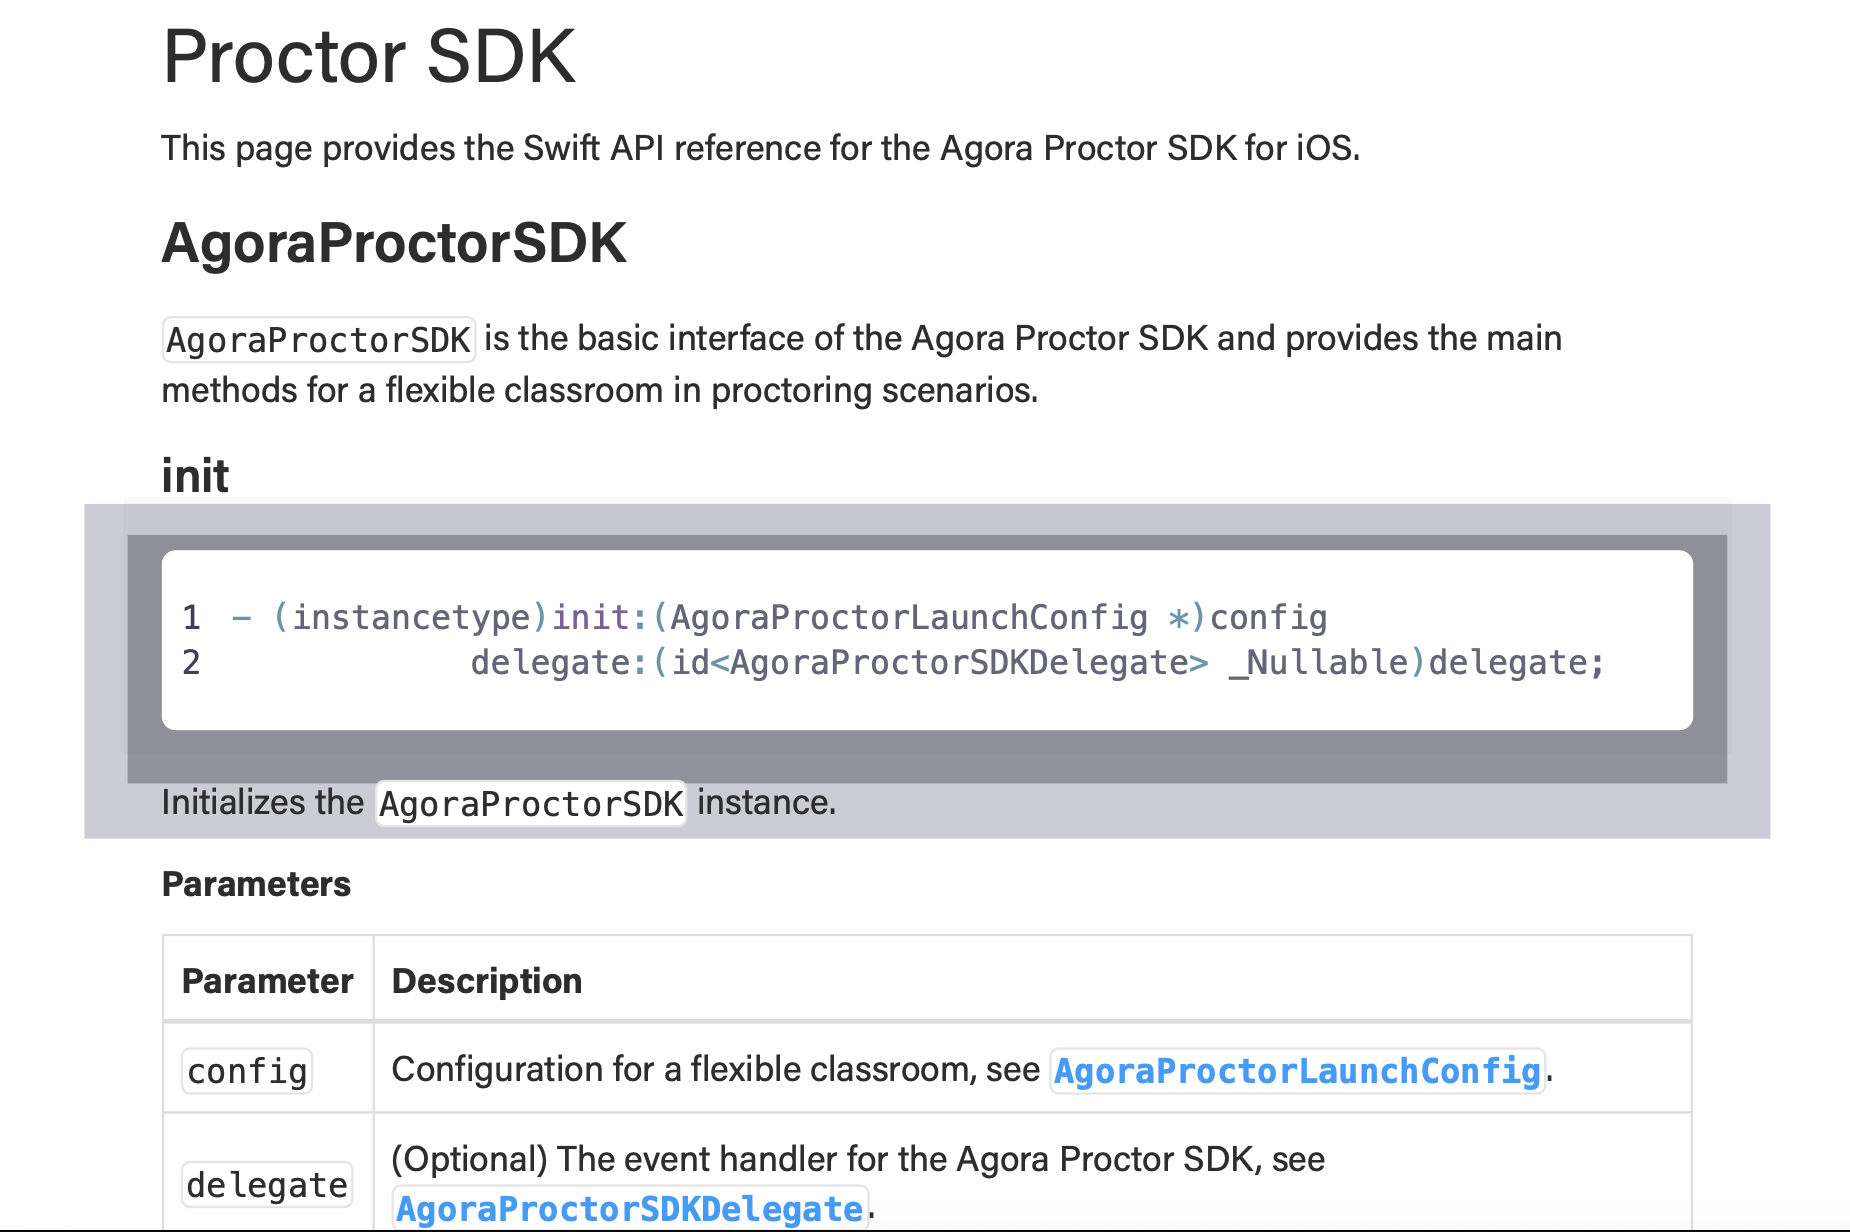 Proctor SDK
This page provides the Swift API reference for the Agora Proctor SDK for iOS.
AgoraProctorSDK
AgoraProctorSDK is the basic interface of the Agora Proctor SDK and provides the main
methods for a flexible classroom in proctoring scenarios.
init
1 - (instancetype)init:(AgoraProctorLaunchConfig *)config
2 delegate:(id<AgoraProctorSDKDelegate> _Nullable)delegate;
Initializes the AgoraProctorSDK instance.
Parameters
Parameter Description
config Configuration for a flexible classroom, see AgoraProctorLaunchConfig.
delegate (Optional) The event handler for the Agora Proctor SDK, see
AgoraProctorSDKDelegate.